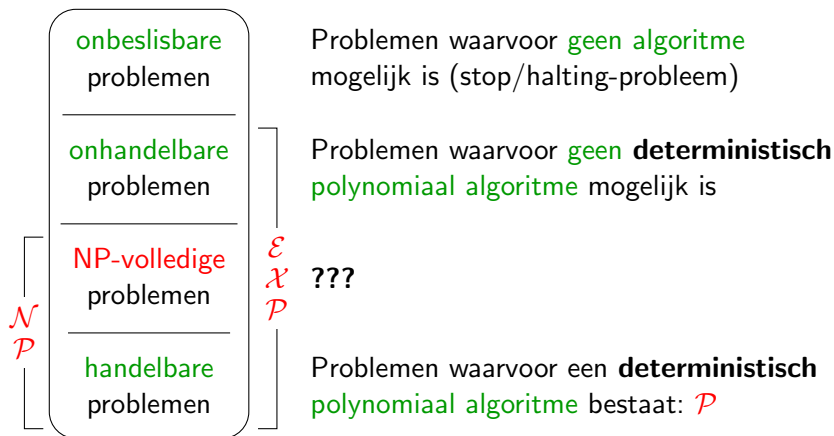 onbeslisbare
problemen
Problemen waarvoor geen algoritme
mogelijk is (stop/halting-probleem)
onhandelbare
problemen
Problemen waarvoor geen deterministisch
polynomiaal algoritme mogelijk is
NP-volledige
problemen
???
handelbare
problemen
Problemen waarvoor een deterministisch
polynomiaal algoritme bestaat: P
N
P
E
X
P